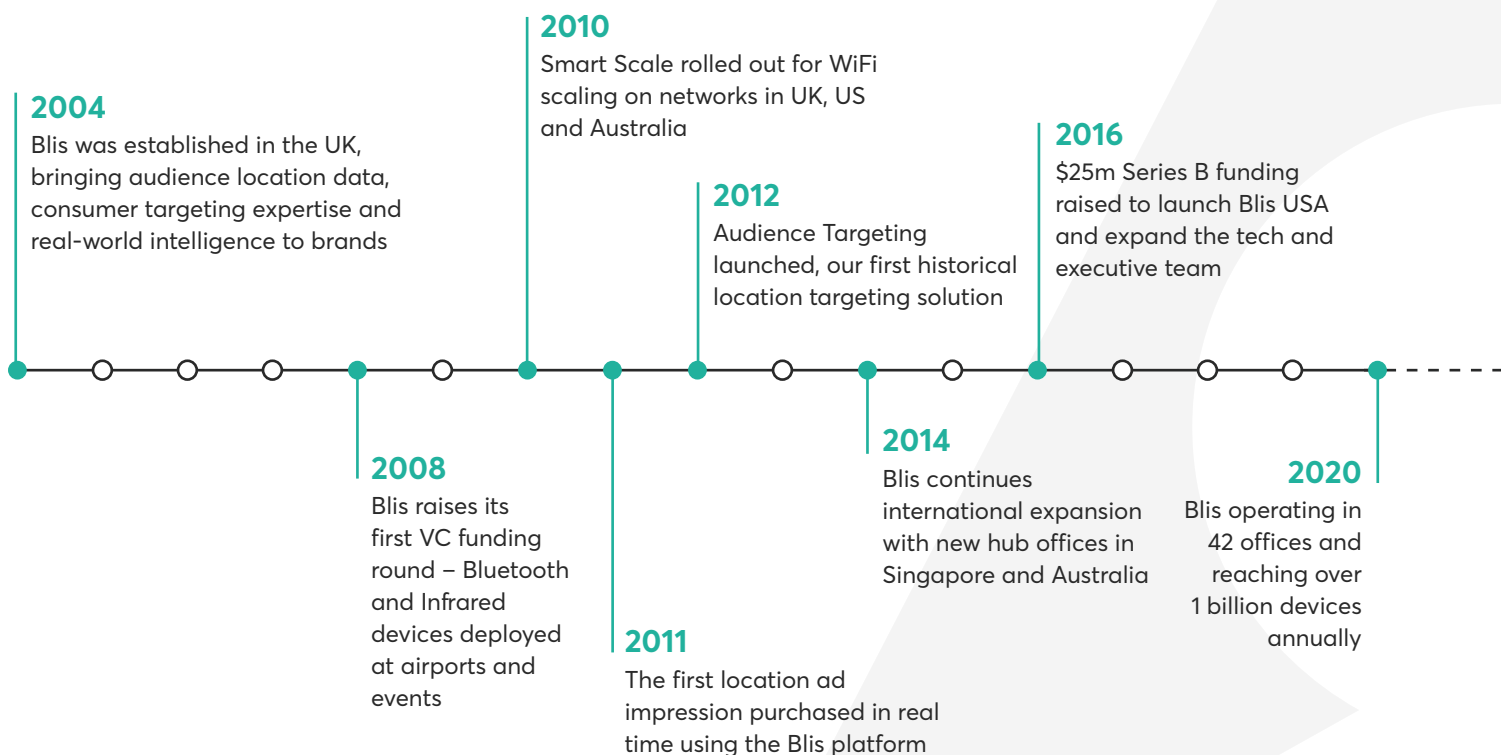 2004
Blis was established in the UK,
bringing audience location data,
consumer targeting expertise and
real-world intelligence to brands
2008
Blis raises its
first VC funding
round – Bluetooth
and Infrared
devices deployed
at airports and
events
2010
Smart Scale rolled out for WiFi
scaling on networks in UK, US
and Australia
2011
The first location ad
impression purchased in real
time using the Blis platform
2012
Audience Targeting
launched, our first historical
location targeting solution
2014
Blis continues
international expansion
with new hub offices in
Singapore and Australia
2016
$25m Series B funding
raised to launch Blis USA
and expand the tech and
executive team
2020
Blis operating in
42 offices and
reaching over
1 billion devices
annually